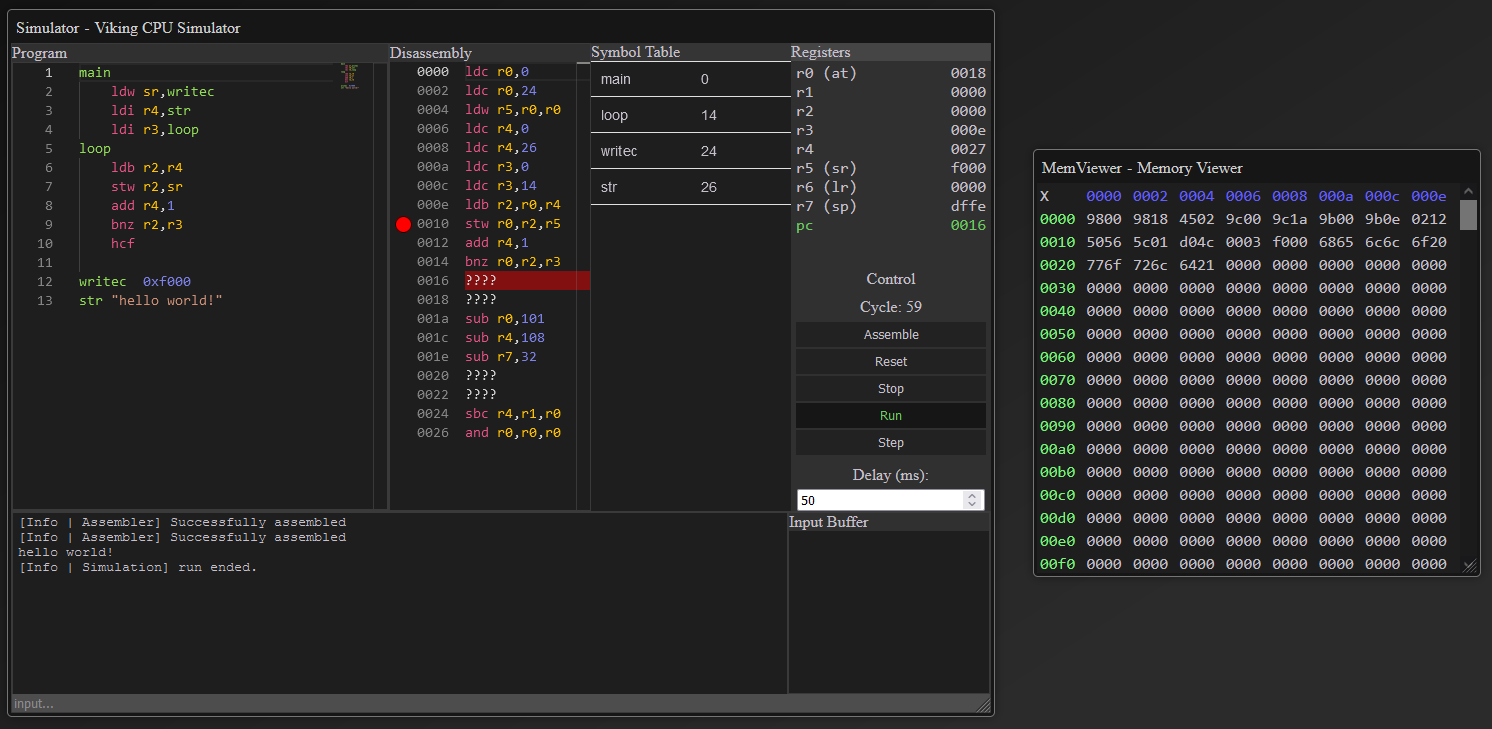 Simulator - Viking CPU Simulator
Program
1 main
2 ldw sr,writec
3 ldi r4,str
4 ldi r3,loop
5 loop
6 ldb r2,r4
7 stw r2,sr
8 add r4,1
9 bnz r2,r3
10 hcf
11
12 writec 0xf000
13 str "hello world!"
Disassembly
0000 ldc r0,0
0002 ldc r0,24
0004 ldw r5,r0,r0
0006 ldc r4,0
0008 ldc r4,26
000a ldc r3,0
000c ldc r3,14
000e ldb r2,r0,r4
0010 stw r0,r2,r5
0012 add r4,1
0014 bnz r0,r2,r3
0016 ????
0018 ????
001a sub r0,101
001c sub r4,108
001e sub r7,32
0020 ????
0022 ????
0024 sbc r4,r1,r0
0026 and r0,r0,r0
Symbol Table
main 0
loop 14
writec 24
str 26
Registers
r0 (at) 0018
r1 0000
r2 0000
r3 000e
r4 0027
r5 (sr) f000
r6 (lr) 0000
r7 (sp) dffe
pc 0016
Control
Cycle: 59
Assemble
Reset
Stop
Run
Step
Delay (ms):
50
[Info | Assembler] Successfully assembled
[Info | Assembler] Successfully assembled
hello world!
[Info | Simulation] run ended.
Input Buffer
input...
MemViewer - Memory Viewer
X 0000 0002 0004 0006 0008 000a 000c 000e
0000 9800 9818 4502 9c00 9c1a 9b00 9b0e 0212
0010 5056 5c01 d04c 0003 f000 6865 6c6c 6f20
0020 776f 726c 6421 0000 0000 0000 0000 0000
0030 0000 0000 0000 0000 0000 0000 0000 0000
0040 0000 0000 0000 0000 0000 0000 0000 0000
0050 0000 0000 0000 0000 0000 0000 0000 0000
0060 0000 0000 0000 0000 0000 0000 0000 0000
0070 0000 0000 0000 0000 0000 0000 0000 0000
0080 0000 0000 0000 0000 0000 0000 0000 0000
0090 0000 0000 0000 0000 0000 0000 0000 0000
00a0 0000 0000 0000 0000 0000 0000 0000 0000
00b0 0000 0000 0000 0000 0000 0000 0000 0000
00c0 0000 0000 0000 0000 0000 0000 0000 0000
00d0 0000 0000 0000 0000 0000 0000 0000 0000
00e0 0000 0000 0000 0000 0000 0000 0000 0000
00f0 0000 0000 0000 0000 0000 0000 0000 0000